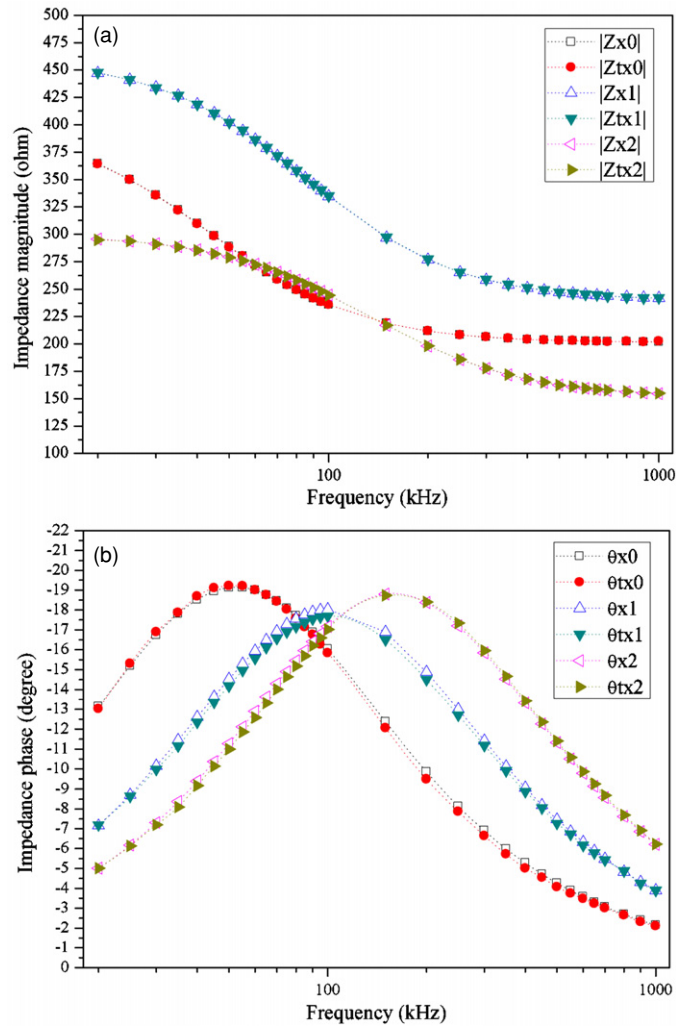 (a)
500
475
450
425
400
375
350
325
300
275
250
225
200
175
150
125
100
Impedance magnitude (ohm)
|Zx0|
|Ztx0|
|Zx1|
|Ztx1|
|Zx2|
|Ztx2|
100 1000
Frequency (kHz)
(b)
-22
-21
-20
-19
-18
-17
-16
-15
-14
-13
-12
-11
-10
-9
-8
-7
-6
-5
-4
-3
-2
-1
0
Impedance phase (degree)
θx0
θtx0
θx1
θtx1
θx2
θtx2
100 1000
Frequency (kHz)